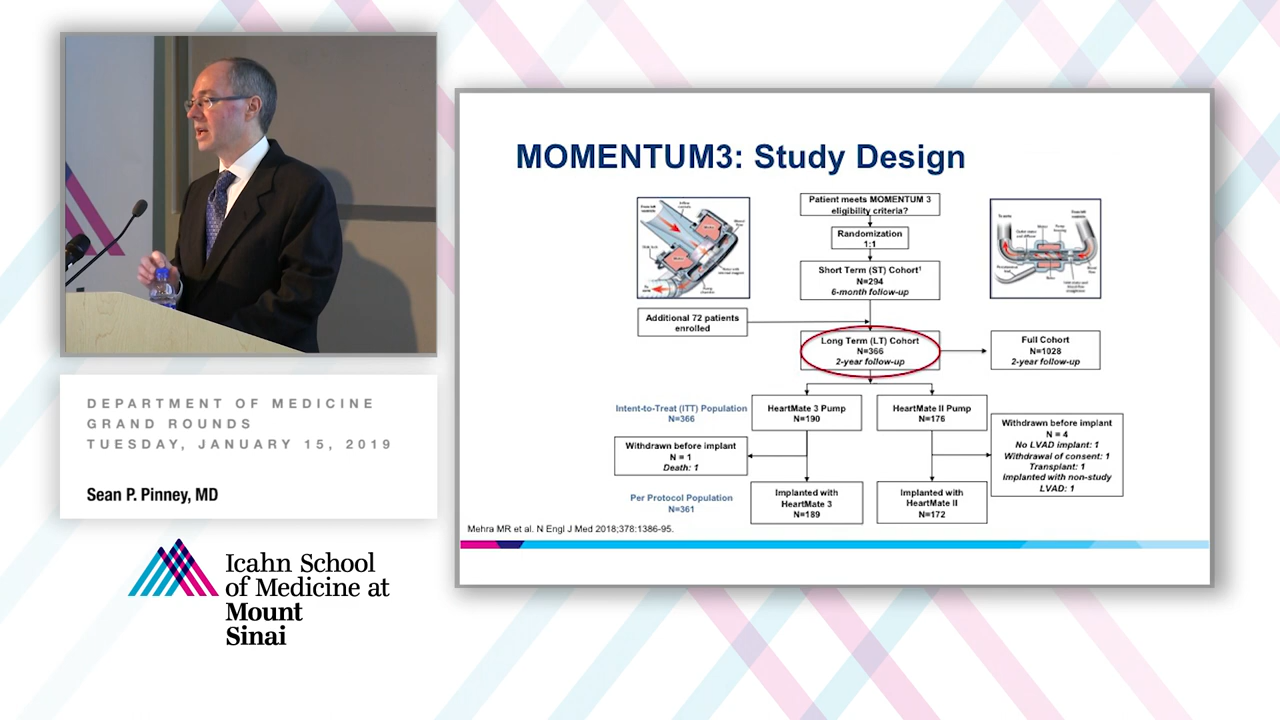 DEPARTMENT OF MEDICINE
GRAND ROUNDS
TUESDAY, JANUARY 15, 2019
Sean P. Pinney, MD
Icahn School
of Medicine at
Mount
Sinai
MOMENTUM3: Study Design
Patient meets MOMENTUM 3
eligibility criteria?
Randomization
1:1
Short Term (ST) Cohort¹
N=294
6-month follow-up
Additional 72 patients
enrolled
Long Term (LT) Cohort
N=366
2-year follow-up
Full Cohort
N=1028
2-year follow-up
Intent-to-Treat (ITT) Population
N=366
HeartMate 3 Pump
N=190
HeartMate II Pump
N=176
Withdrawn before implant
N = 1
Death: 1
Withdrawn before implant
N = 4
No LVAD implant: 1
Withdrawal of consent: 1
Transplant: 1
Implanted with non-study
LVAD: 1
Per Protocol Population
N=361
Implanted with
HeartMate 3
N=189
Implanted with
HeartMate II
N=172
Mehra MR et al. N Engl J Med 2018;378:1386-95.